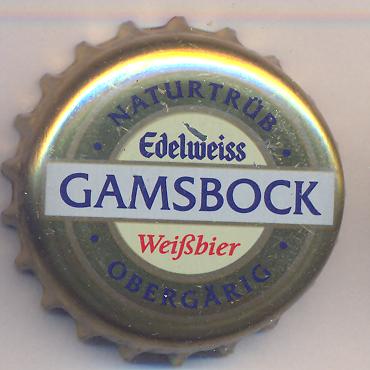 NATURTRÜB
Edelweiss
GAMSBOCK
Weißbier
OBERGÄRIG